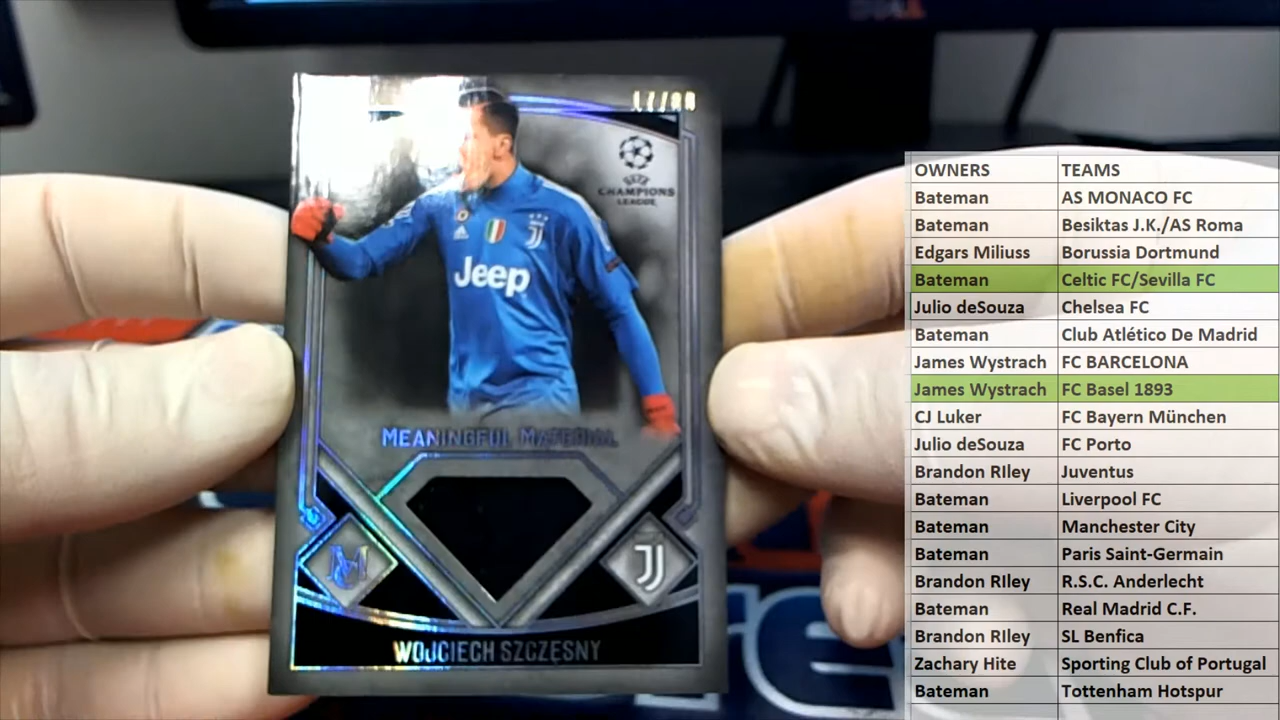 UEFA
CHAMPIONS
LEAGUE
Jeep
MEANINGFUL MATERIAL
WOJCIECH SZCZĘSNY
OWNERS TEAMS
Bateman AS MONACO FC
Bateman Besiktas J.K./AS Roma
Edgars Miliuss Borussia Dortmund
Bateman Celtic FC/Sevilla FC
Julio deSouza Chelsea FC
Bateman Club Atlético De Madrid
James Wystrach FC BARCELONA
James Wystrach FC Basel 1893
CJ Luker FC Bayern München
Julio deSouza FC Porto
Brandon RIley Juventus
Bateman Liverpool FC
Bateman Manchester City
Bateman Paris Saint-Germain
Brandon RIley R.S.C. Anderlecht
Bateman Real Madrid C.F.
Brandon RIley SL Benfica
Zachary Hite Sporting Club of Portugal
Bateman Tottenham Hotspur